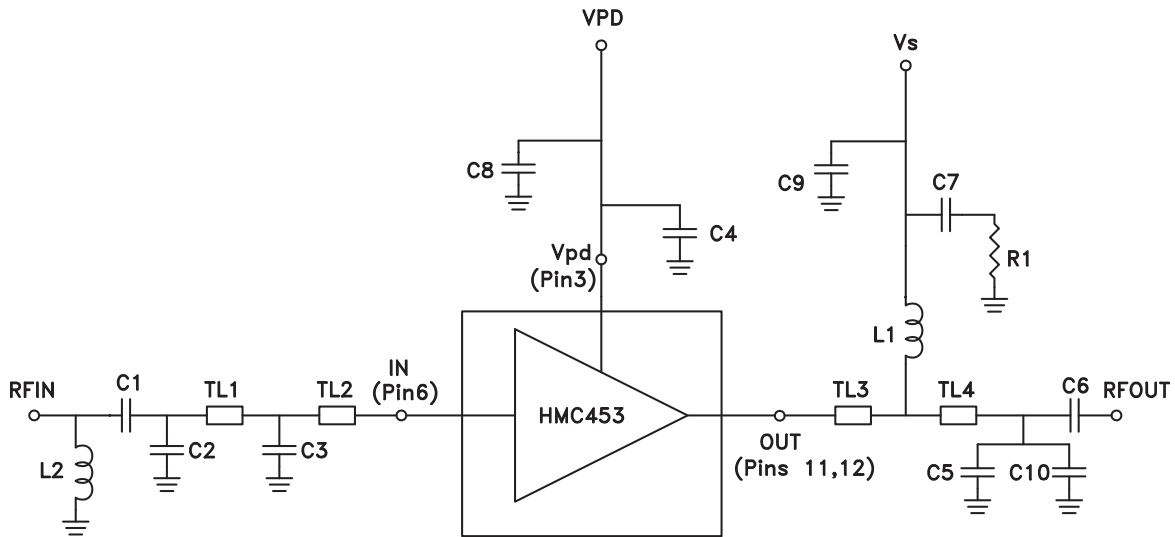 VPD
Vs
C8
C9
C7
C4
R1
Vpd
(Pin3)
L1
RFIN
C1
TL1
TL2
IN
(Pin6)
HMC453
TL3
TL4
C6
RFOUT
L2
C2
C3
OUT
(Pins 11,12)
C5
C10